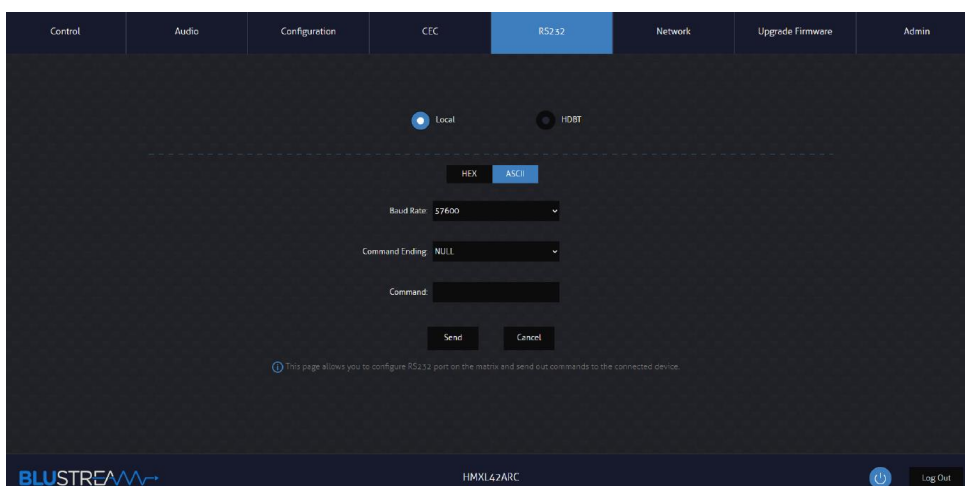 Control Audio Configuration CEC RS232 Network Upgrade Firmware Admin
Local HDBT
HEX ASCII
Baud Rate: 57600
Command Ending: NULL
Command:
Send Cancel
This page allows you to configure RS232 port on the matrix and send out commands to the connected device.
BLUSTREAM HMXL42ARC Log Out